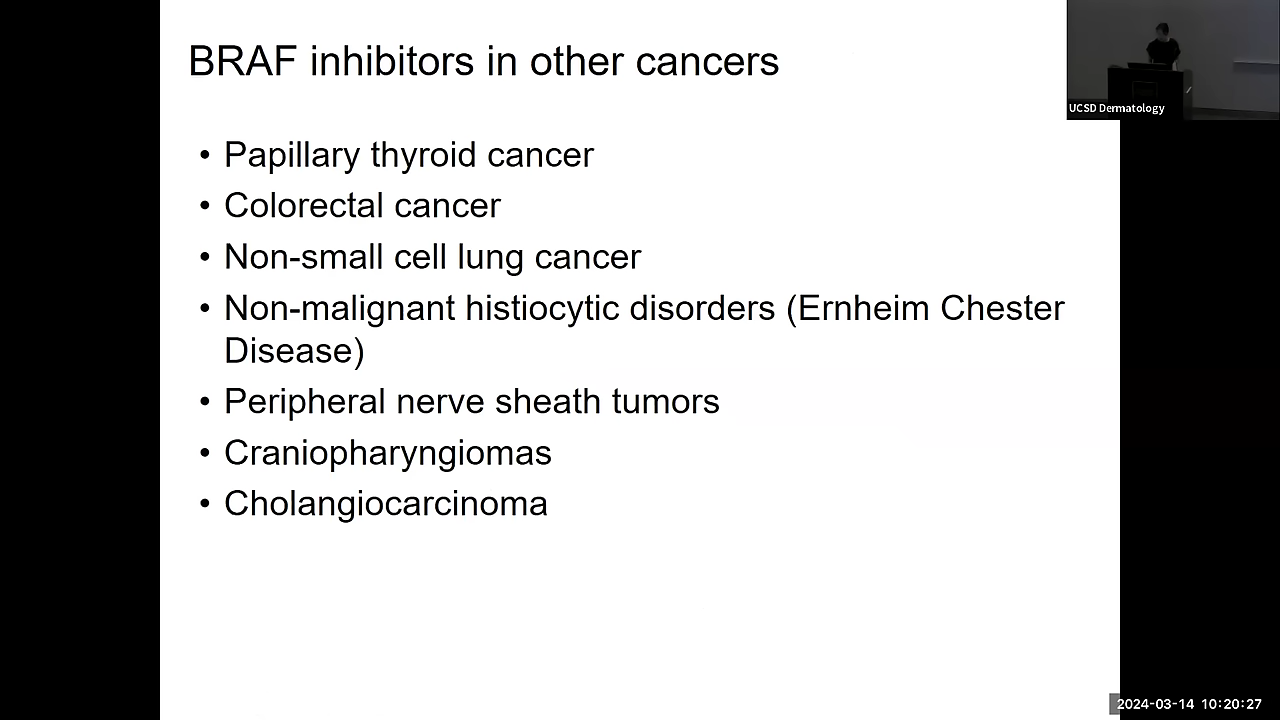 BRAF inhibitors in other cancers
UCSD Dermatology
• Papillary thyroid cancer
• Colorectal cancer
• Non-small cell lung cancer
• Non-malignant histiocytic disorders (Ernheim Chester
Disease)
• Peripheral nerve sheath tumors
• Craniopharyngiomas
• Cholangiocarcinoma
2024-03-14 10:20:27